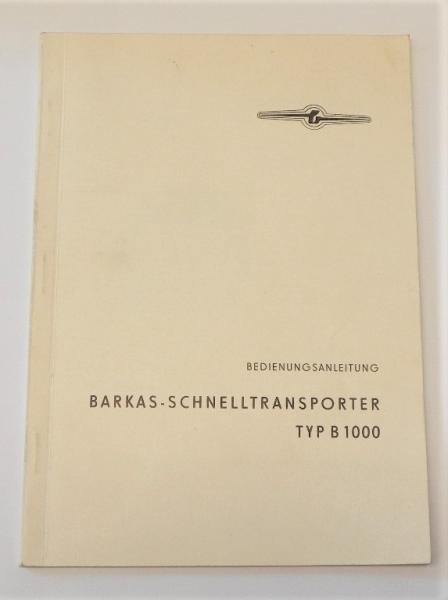 BEDIENUNGSANLEITUNG
BARKAS-SCHNELLTRANSPORTER
TYP B 1000